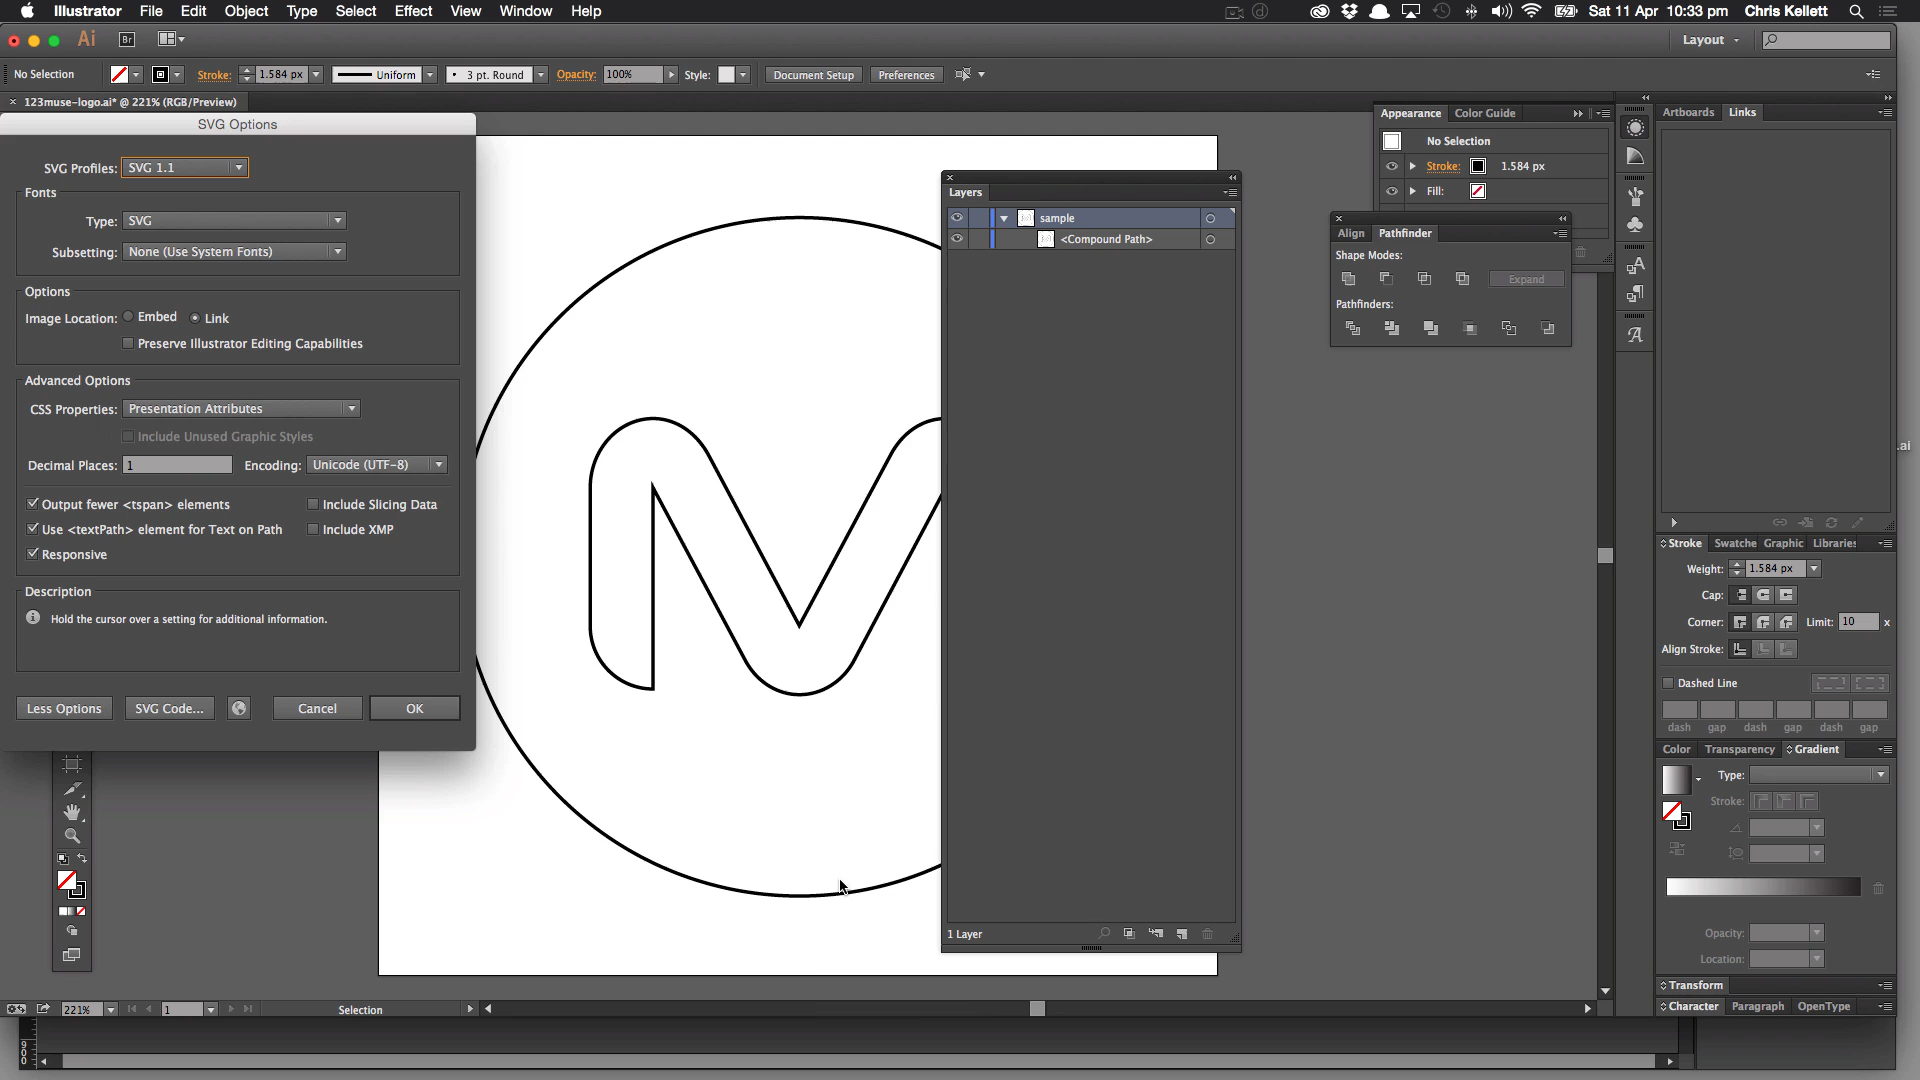 Illustrator File Edit Object Type Select Effect View Window Help
Sat 11 Apr 10:33 pm Chris Kellett
Ai Br Layout
No Selection Stroke: 1.584 px Uniform 3 pt. Round Opacity: 100% Style: Document Setup Preferences
123muse-logo.ai* @ 221% (RGB/Preview)
SVG Options
SVG Profiles: SVG 1.1
Fonts
Type: SVG
Subsetting: None (Use System Fonts)
Options
Image Location: Embed Link
Preserve Illustrator Editing Capabilities
Advanced Options
CSS Properties: Presentation Attributes
Include Unused Graphic Styles
Decimal Places: 1 Encoding: Unicode (UTF-8)
Output fewer <tspan> elements Include Slicing Data
Use <textPath> element for Text on Path Include XMP
Responsive
Description
Hold the cursor over a setting for additional information.
Less Options SVG Code... Cancel OK
Layers
sample
<Compound Path>
1 Layer
Appearance Color Guide
No Selection
Stroke: 1.584 px
Fill:
Align Pathfinder
Shape Modes:
Expand
Pathfinders:
Artboards Links
.ai
Stroke Swatche Graphic Libraries
Weight: 1.584 px
Cap:
Corner: Limit: 10 x
Align Stroke:
Dashed Line
dash gap dash gap dash gap
Color Transparency Gradient
Type:
Stroke:
Opacity:
Location:
Transform
Character Paragraph OpenType
221% 1 Selection
900